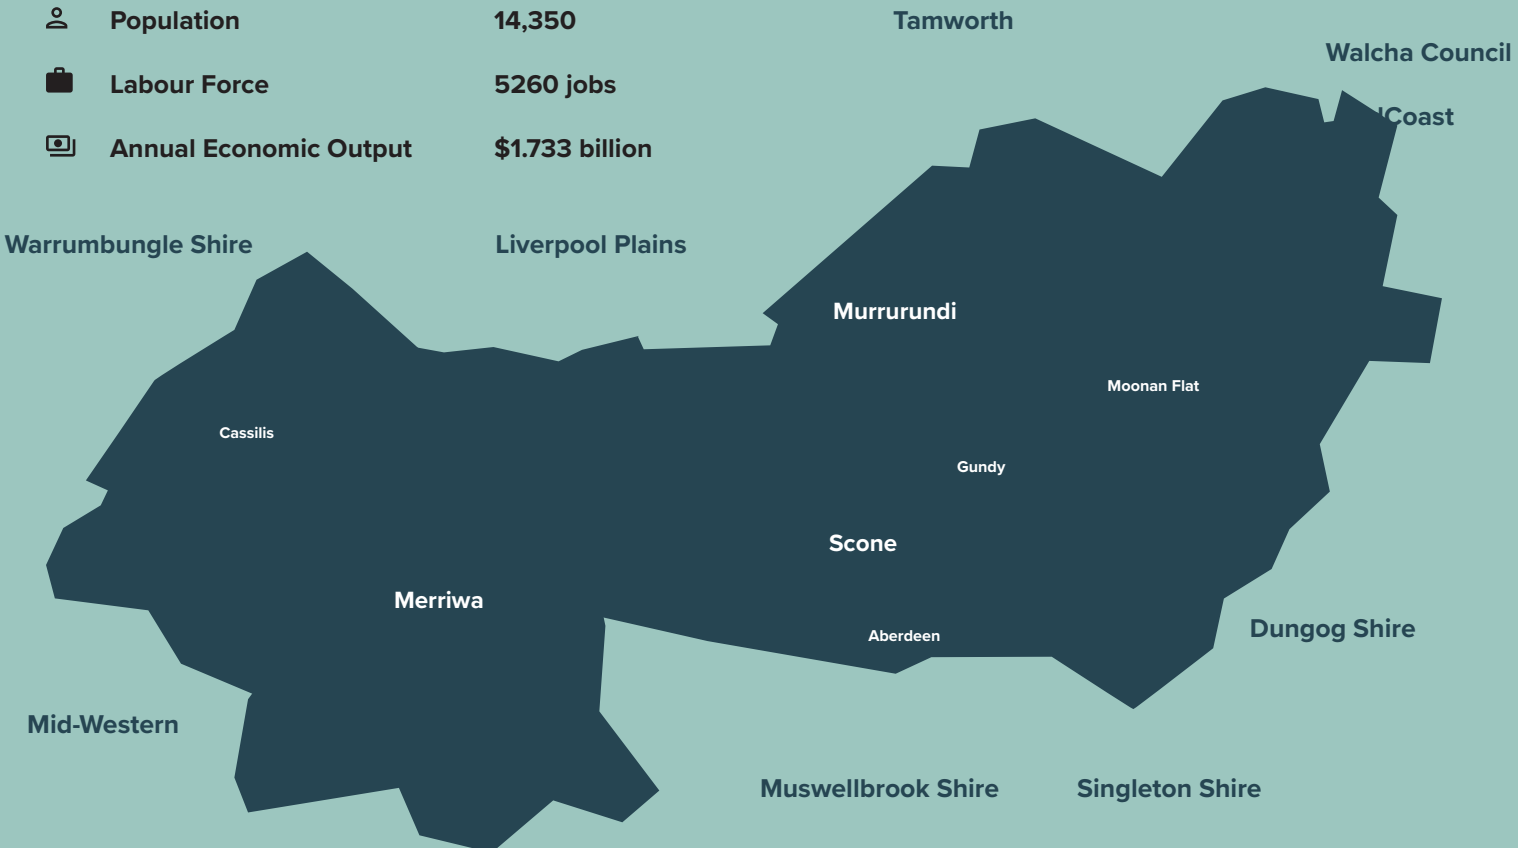 Population 14,350
Tamworth
Walcha Council
Labour Force 5260 jobs
Coast
Annual Economic Output $1.733 billion
Warrumbungle Shire
Liverpool Plains
Murrurundi
Moonan Flat
Cassilis
Gundy
Scone
Merriwa
Aberdeen
Dungog Shire
Mid-Western
Muswellbrook Shire
Singleton Shire